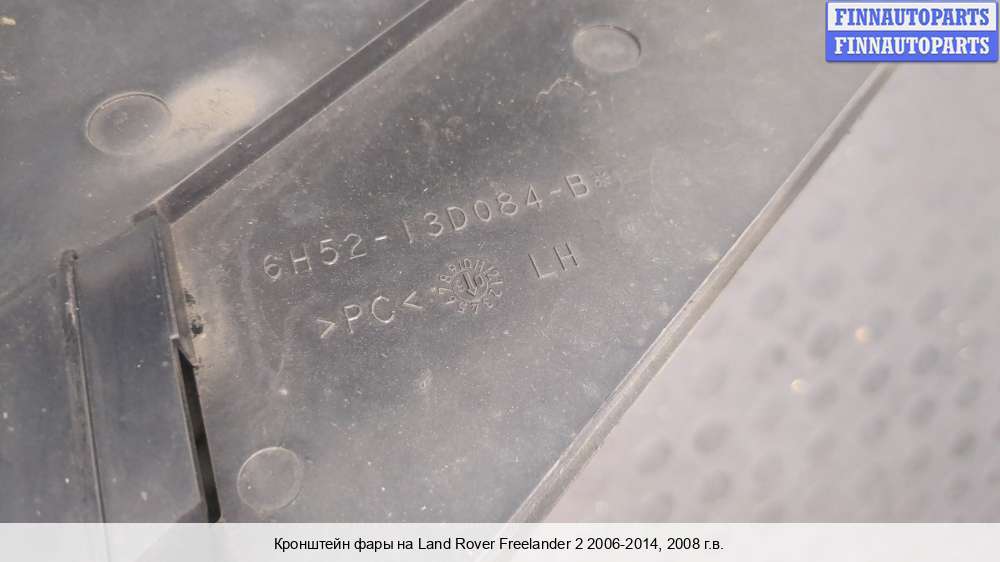 FINNAUTOPARTS
FINNAUTOPARTS
6H52-13D084-B*
>PC<
LH
Кронштейн фары на Land Rover Freelander 2 2006-2014, 2008 г.в.